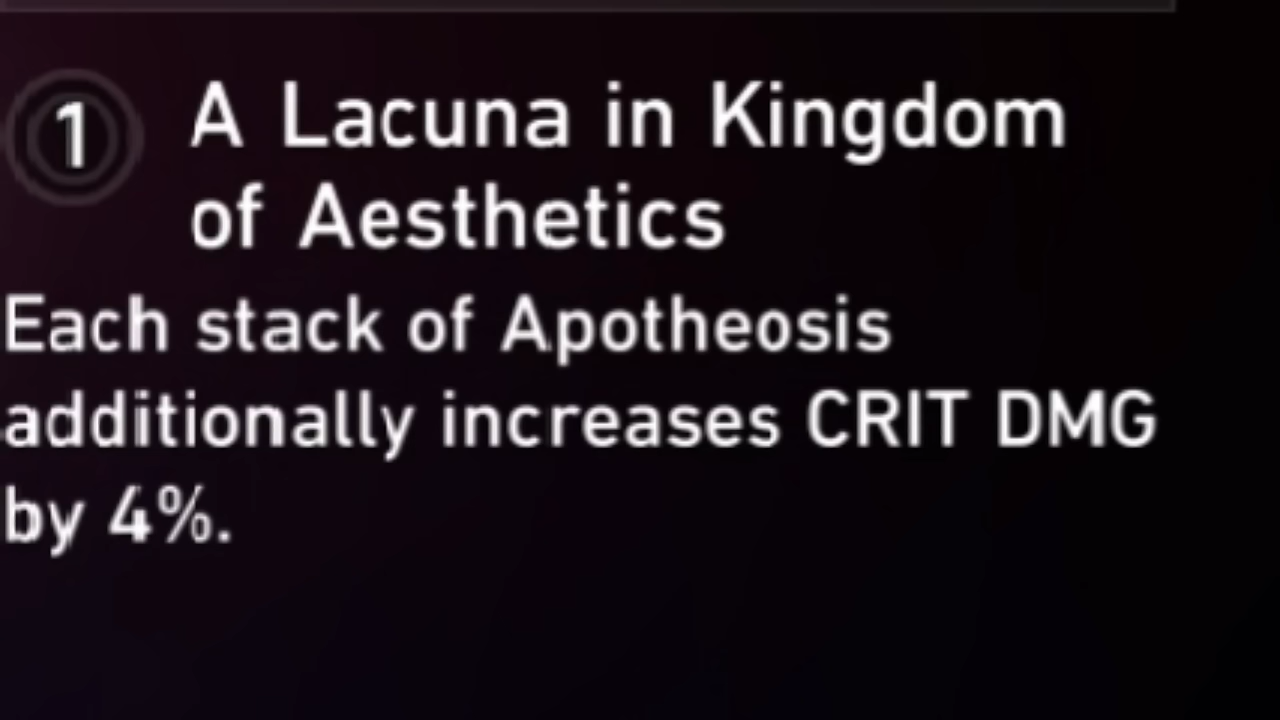 1
A Lacuna in Kingdom
of Aesthetics
Each stack of Apotheosis
additionally increases CRIT DMG
by 4%.